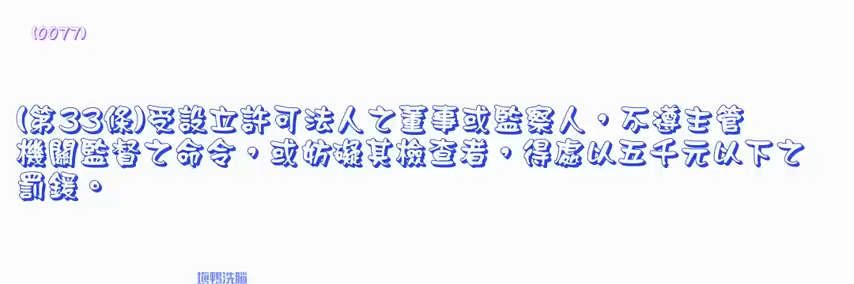 (0077)
(第33條)受設立許可法人之董事或監察人，不遵主管
機關監督之命令，或妨礙其檢查者，得處以五千元以下之
罰鍰。
填鴨洗腦